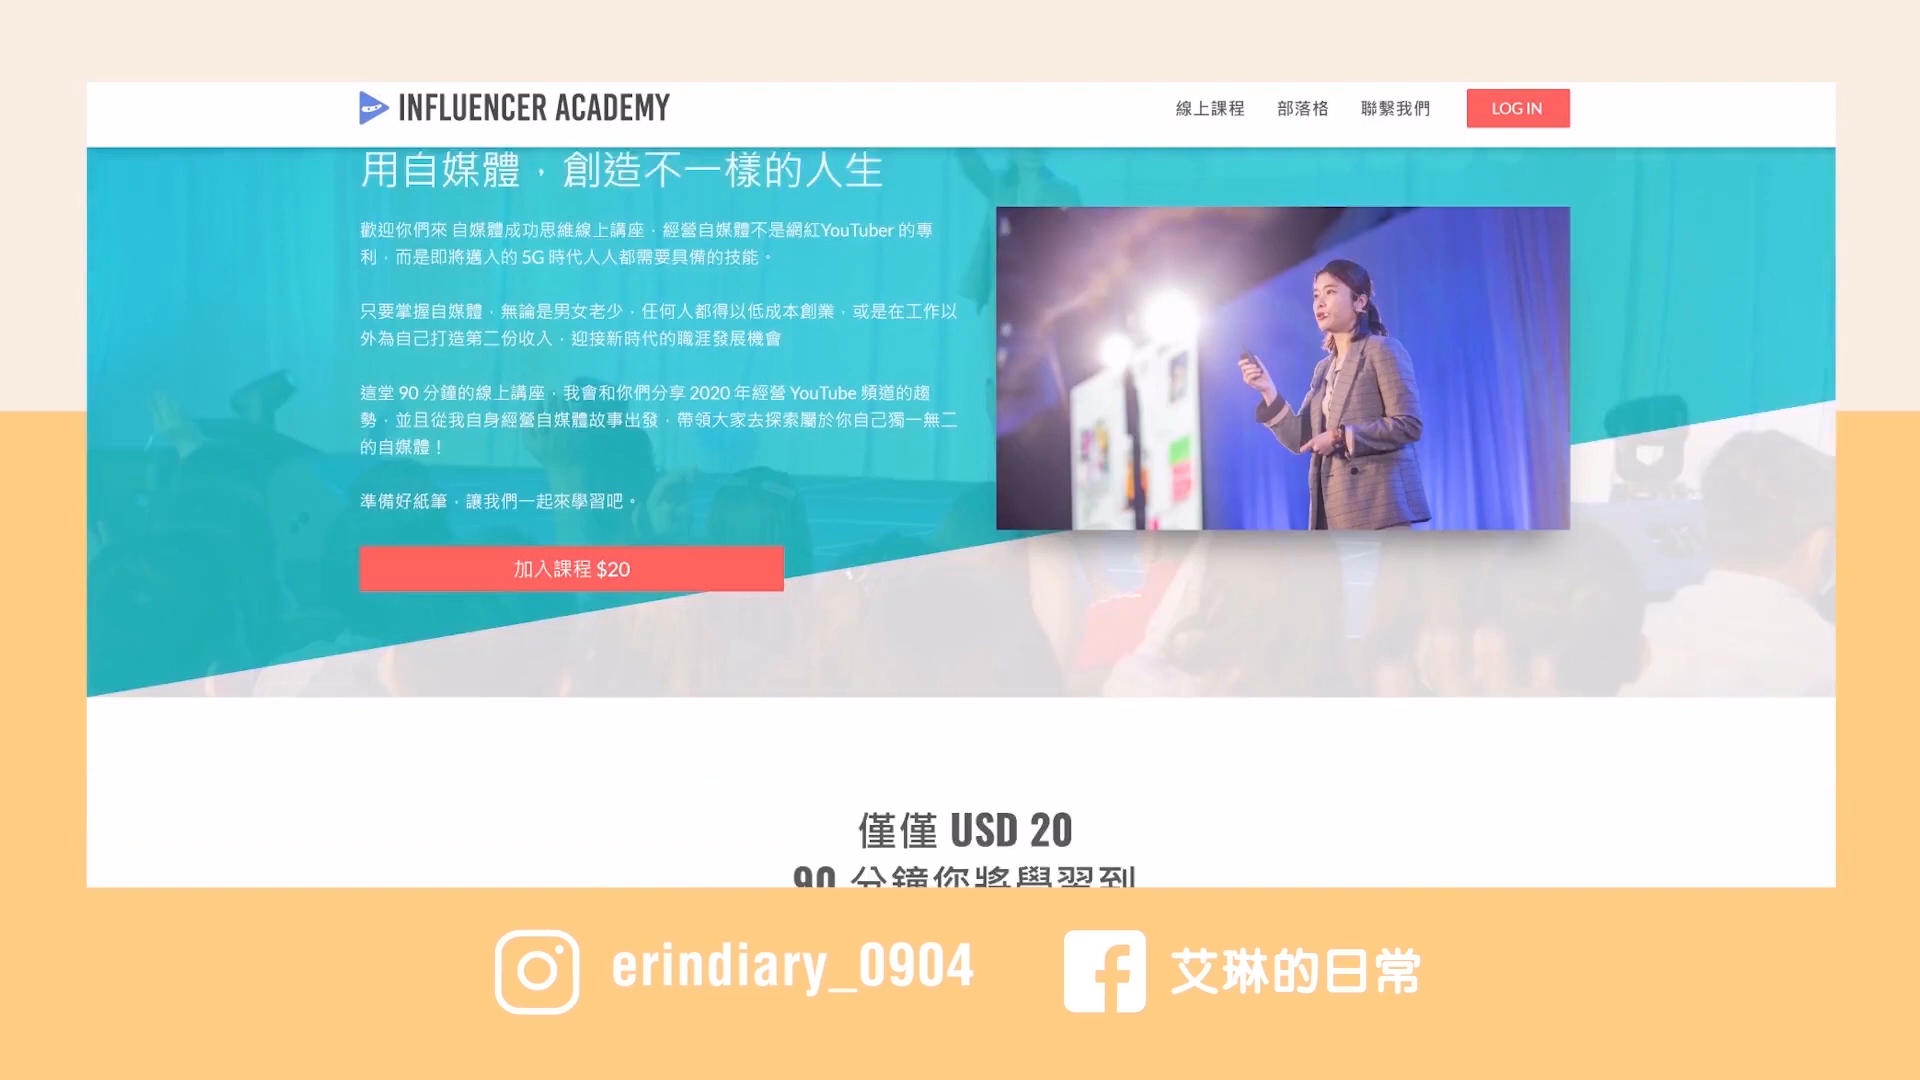 INFLUENCER ACADEMY
線上課程 部落格 聯繫我們 LOG IN
用自媒體，創造不一樣的人生
歡迎你們來 自媒體成功思維線上講座，經營自媒體不是網紅YouTuber 的專
利，而是即將邁入的 5G 時代人人都需要具備的技能。
只要掌握自媒體，無論是男女老少，任何人都得以低成本創業，或是在工作以
外為自己打造第二份收入，迎接新時代的職涯發展機會
這堂 90 分鐘的線上講座，我會和你們分享 2020 年經營 YouTube 頻道的趨
勢，並且從我自身經營自媒體故事出發，帶領大家去探索屬於你自己獨一無二
的自媒體！
準備好紙筆，讓我們一起來學習吧。
加入課程 $20
僅僅 USD 20
90 分鐘你將學習到
erindiary_0904
艾琳的日常